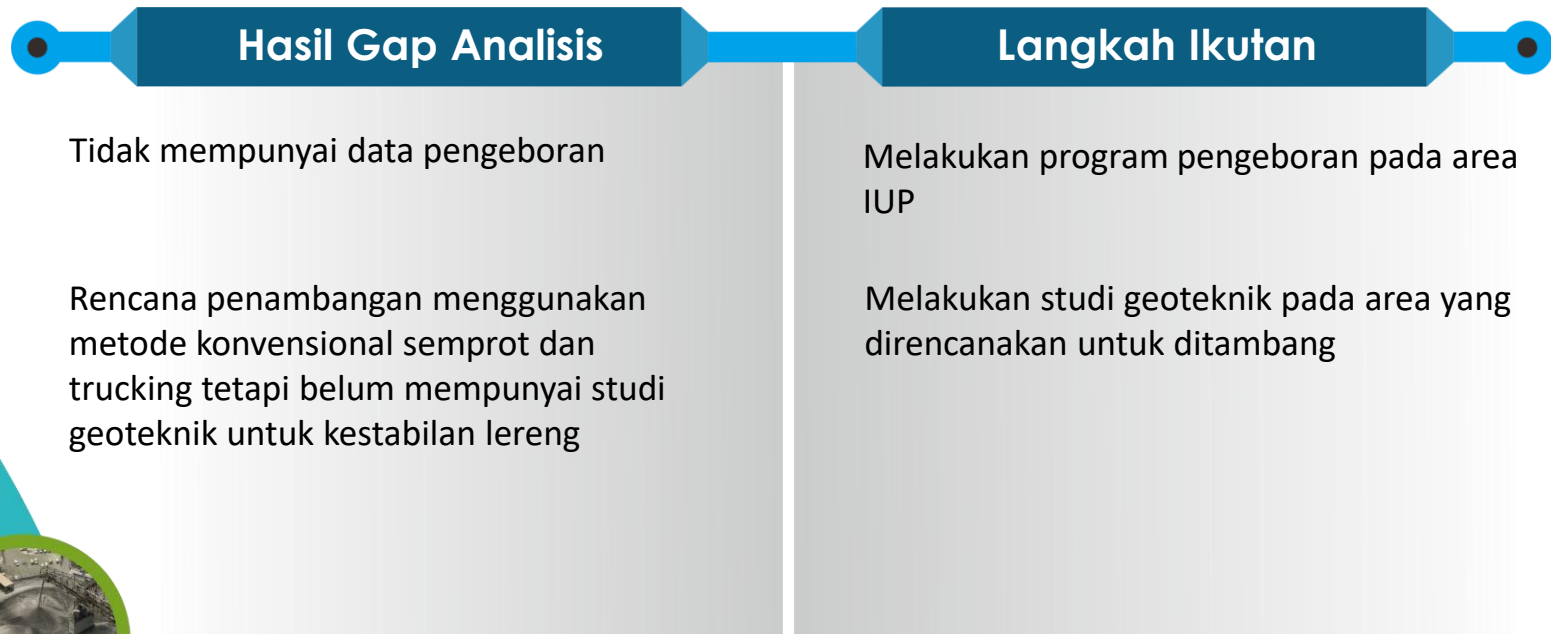 Hasil Gap Analisis
Langkah Ikutan
Tidak mempunyai data pengeboran
Melakukan program pengeboran pada area
IUP
Rencana penambangan menggunakan
metode konvensional semprot dan
trucking tetapi belum mempunyai studi
geoteknik untuk kestabilan lereng
Melakukan studi geoteknik pada area yang
direncanakan untuk ditambang